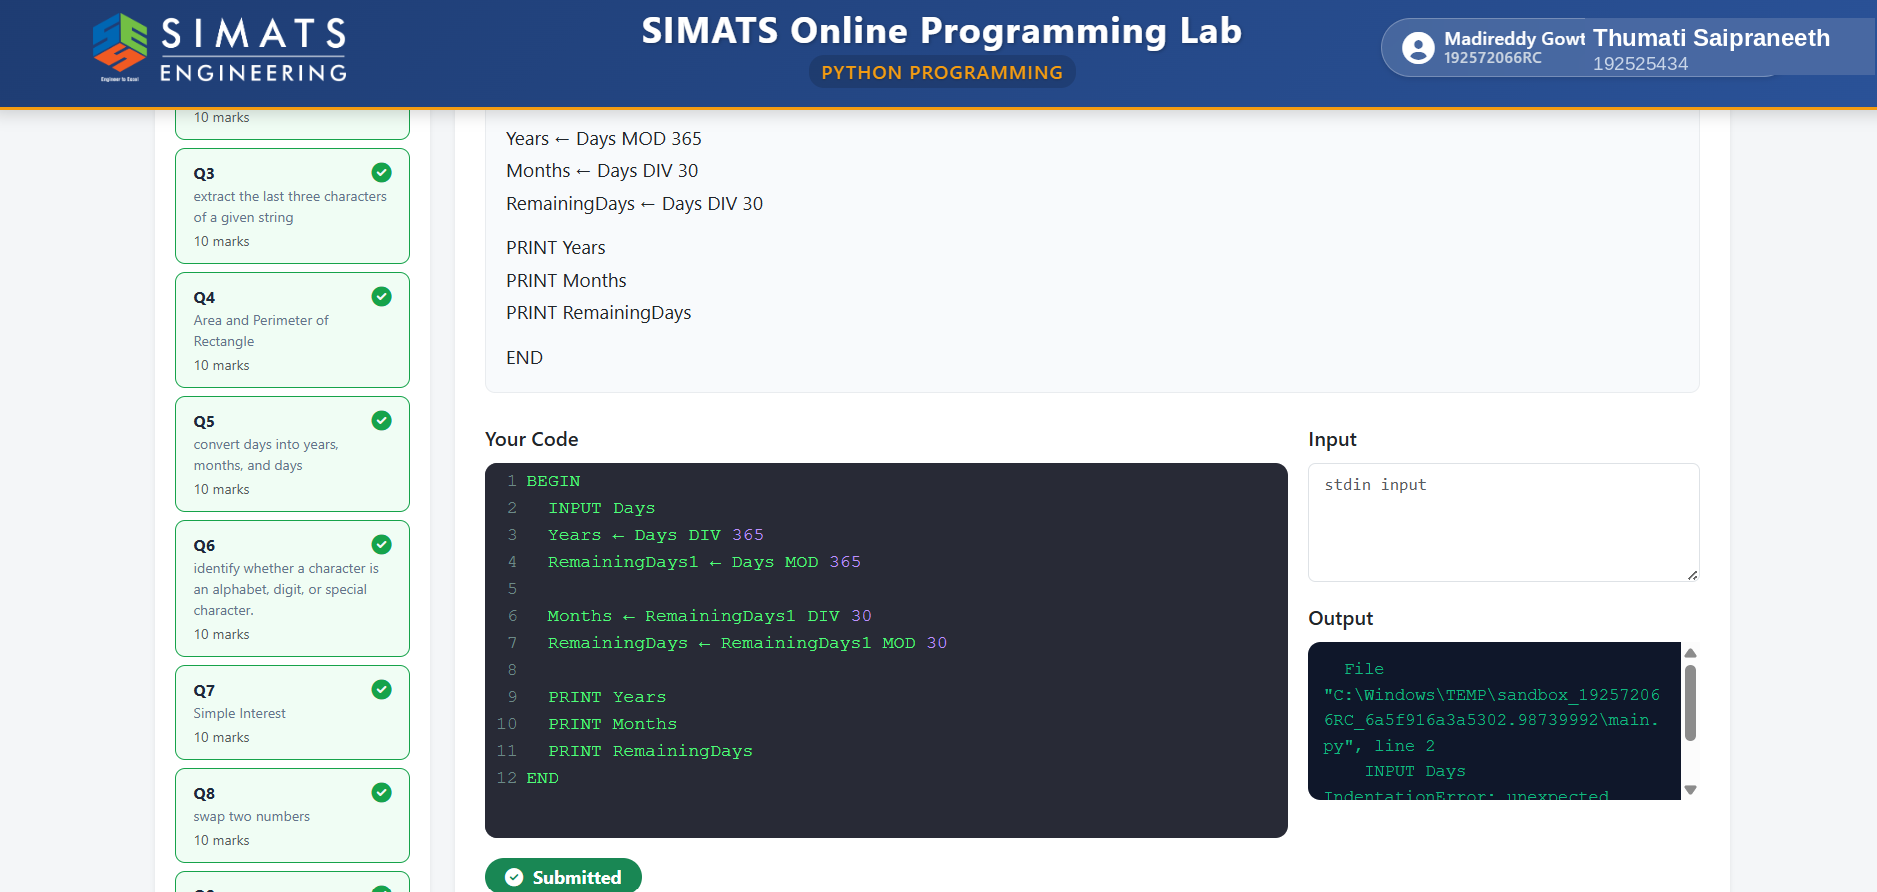 SIMATS
ENGINEERING
Engineer to Excel
SIMATS Online Programming Lab
PYTHON PROGRAMMING
Madireddy Gowt
192572066RC
Thumati Saipraneeth
192525434
10 marks
Q3
extract the last three characters
of a given string
10 marks
Q4
Area and Perimeter of
Rectangle
10 marks
Q5
convert days into years,
months, and days
10 marks
Q6
identify whether a character is
an alphabet, digit, or special
character.
10 marks
Q7
Simple Interest
10 marks
Q8
swap two numbers
10 marks
Years ← Days MOD 365
Months ← Days DIV 30
RemainingDays ← Days DIV 30
PRINT Years
PRINT Months
PRINT RemainingDays
END
Your Code
1 BEGIN
2 INPUT Days
3 Years ← Days DIV 365
4 RemainingDays1 ← Days MOD 365
5
6 Months ← RemainingDays1 DIV 30
7 RemainingDays ← RemainingDays1 MOD 30
8
9 PRINT Years
10 PRINT Months
11 PRINT RemainingDays
12 END
Submitted
Input
stdin input
Output
File
"C:\Windows\TEMP\sandbox_19257206
6RC_6a5f916a3a5302.98739992\main.
py", line 2
INPUT Days
IndentationError: unexpected